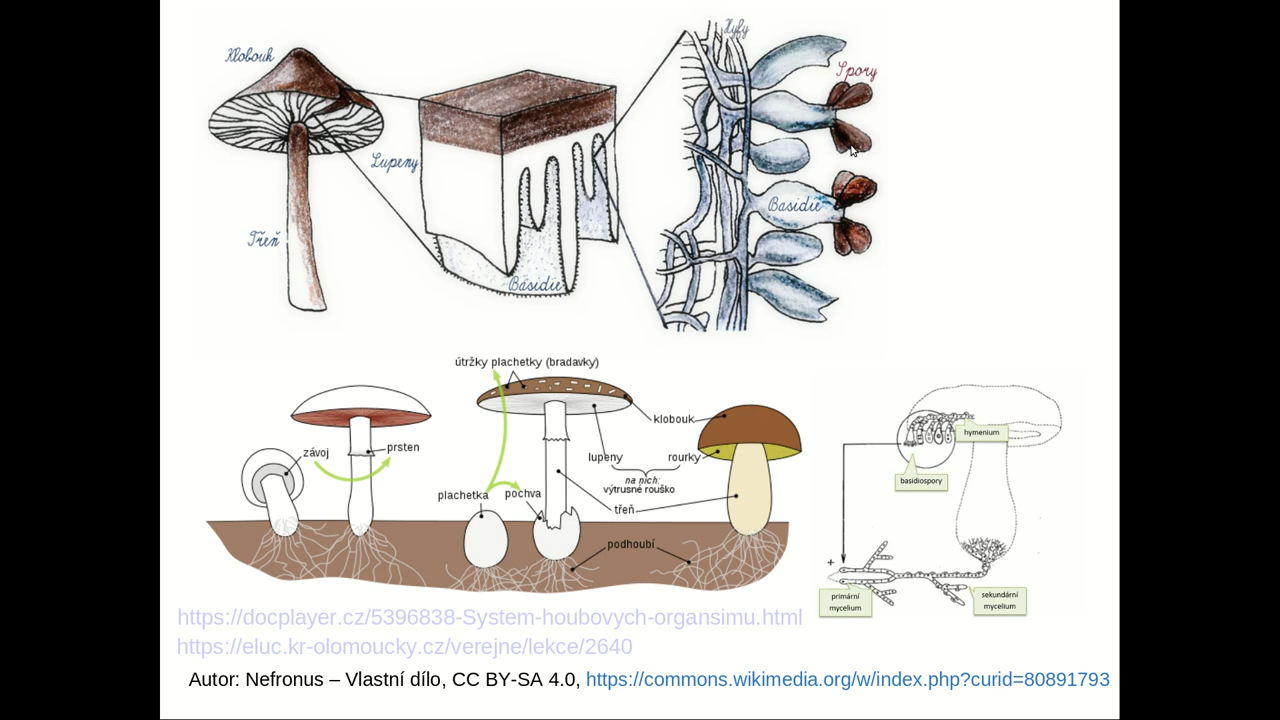 Hyfy
Klobouk
Spory
Lupeny
Basidie
Třeň
Basidie
útržky plachetky (bradavky)
klobouk
závoj
prsten
lupeny
rourky
na nich:
výtrusné rouško
plachetka
pochva
třeň
podhoubí
hymenium
basidiospory
+
primární
mycelium
sekundární
mycelium
https://docplayer.cz/5396838-System-houbovych-organsimu.html
https://eluc.kr-olomoucky.cz/verejne/lekce/2640
Autor: Nefronus – Vlastní dílo, CC BY-SA 4.0, https://commons.wikimedia.org/w/index.php?curid=80891793